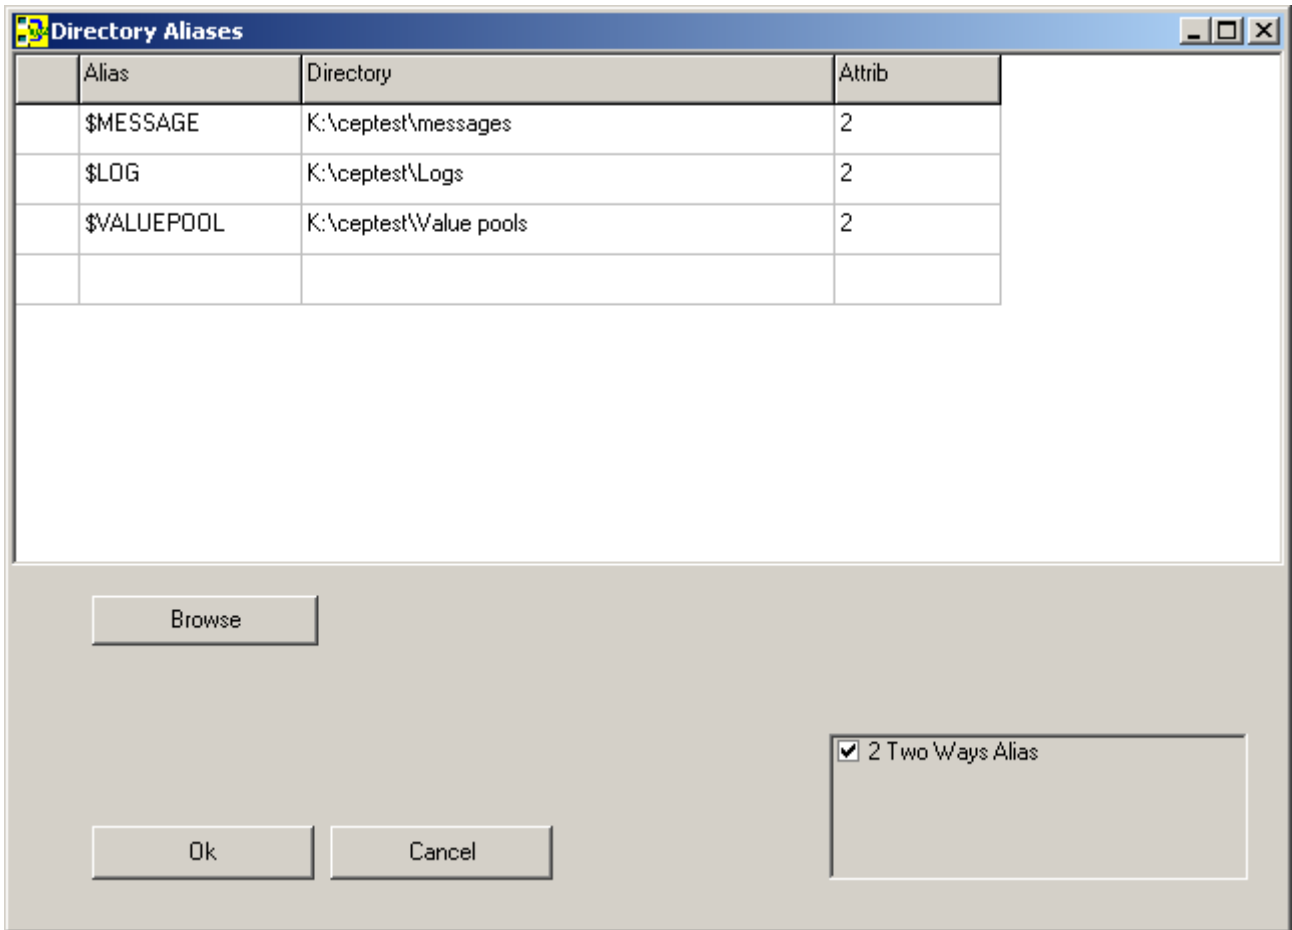 Directory Aliases
Alias Directory Attrib
$MESSAGE K:\ceptest\messages 2
$LOG K:\ceptest\Logs 2
$VALUEPOOL K:\ceptest\Value pools 2
Browse
2 Two Ways Alias
Ok Cancel